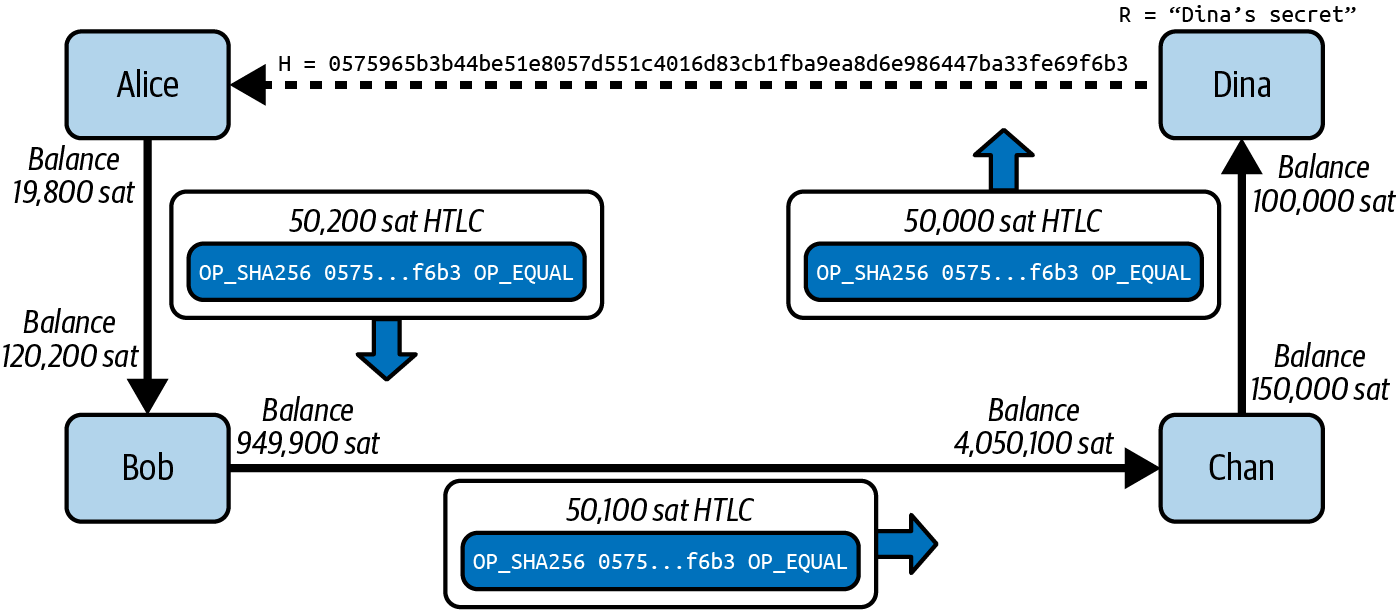 R = “Dina’s secret”
Alice
H = 0575965b3b44be51e8057d551c4016d83cb1fba9ea8d6e986447ba33fe69f6b3
Dina
Balance
19,800 sat
50,200 sat HTLC
OP_SHA256 0575...f6b3 OP_EQUAL
50,000 sat HTLC
OP_SHA256 0575...f6b3 OP_EQUAL
Balance
100,000 sat
Balance
120,200 sat
Balance
150,000 sat
Bob
Balance
949,900 sat
Balance
4,050,100 sat
Chan
50,100 sat HTLC
OP_SHA256 0575...f6b3 OP_EQUAL